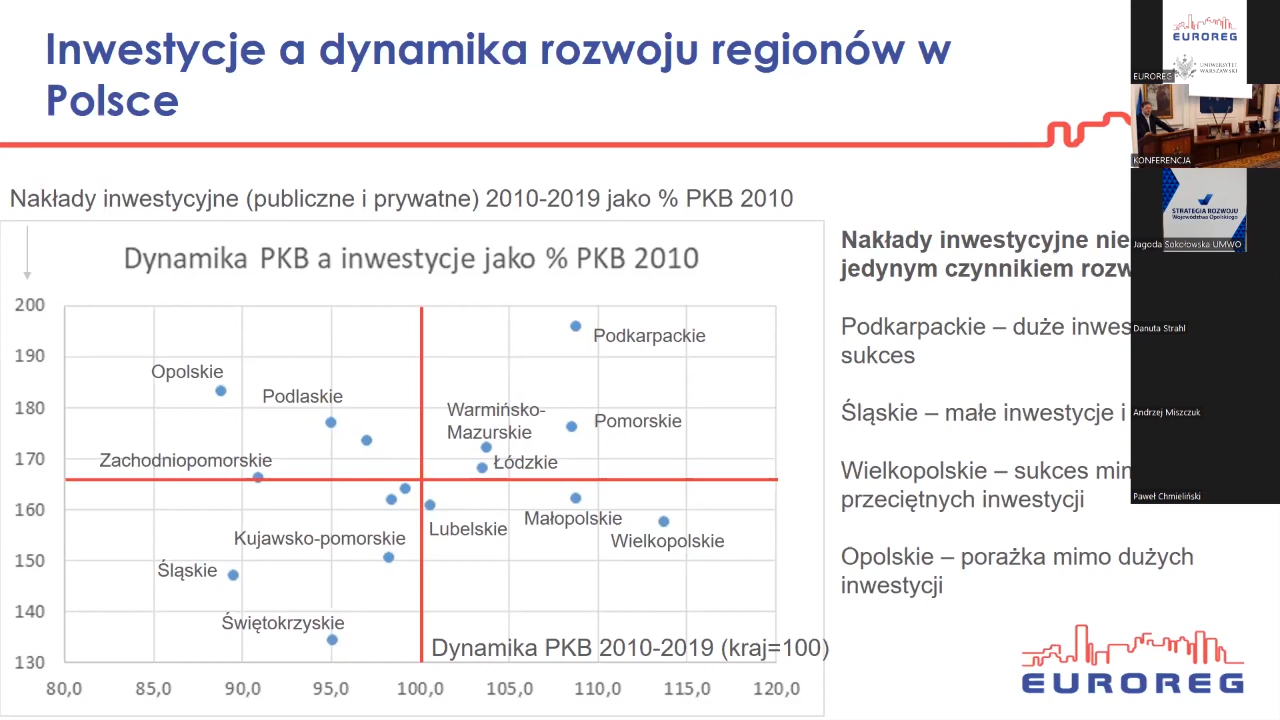 Inwestycje a dynamika rozwoju regionów w
Polsce
Nakłady inwestycyjne (publiczne i prywatne) 2010-2019 jako % PKB 2010
Dynamika PKB a inwestycje jako % PKB 2010
200
190
180
170
160
150
140
130
80,0
85,0
90,0
95,0
100,0
105,0
110,0
115,0
120,0
Podkarpackie
Opolskie
Podlaskie
Warmińsko-
Mazurskie
Pomorskie
Zachodniopomorskie
Łódzkie
Małopolskie
Lubelskie
Wielkopolskie
Kujawsko-pomorskie
Śląskie
Świętokrzyskie
Dynamika PKB 2010-2019 (kraj=100)
Nakłady inwestycyjne nie
jedynym czynnikiem
Podkarpackie – duże
sukces
Śląskie – małe inwestycje i
Wielkopolskie – sukces
przeciętnych inwestycji
Opolskie – porażka mimo dużych
inwestycji
EUROREG
EUROREG
UNIWERSYTET
WARSZAWSKI
EUROREG
KONFERENCJA
STRATEGIA ROZWOJU
Województwa Opolskiego
Jagoda Sokołowska UMWO
Danuta Strahl
Andrzej Miszczuk
Paweł Chmieliński